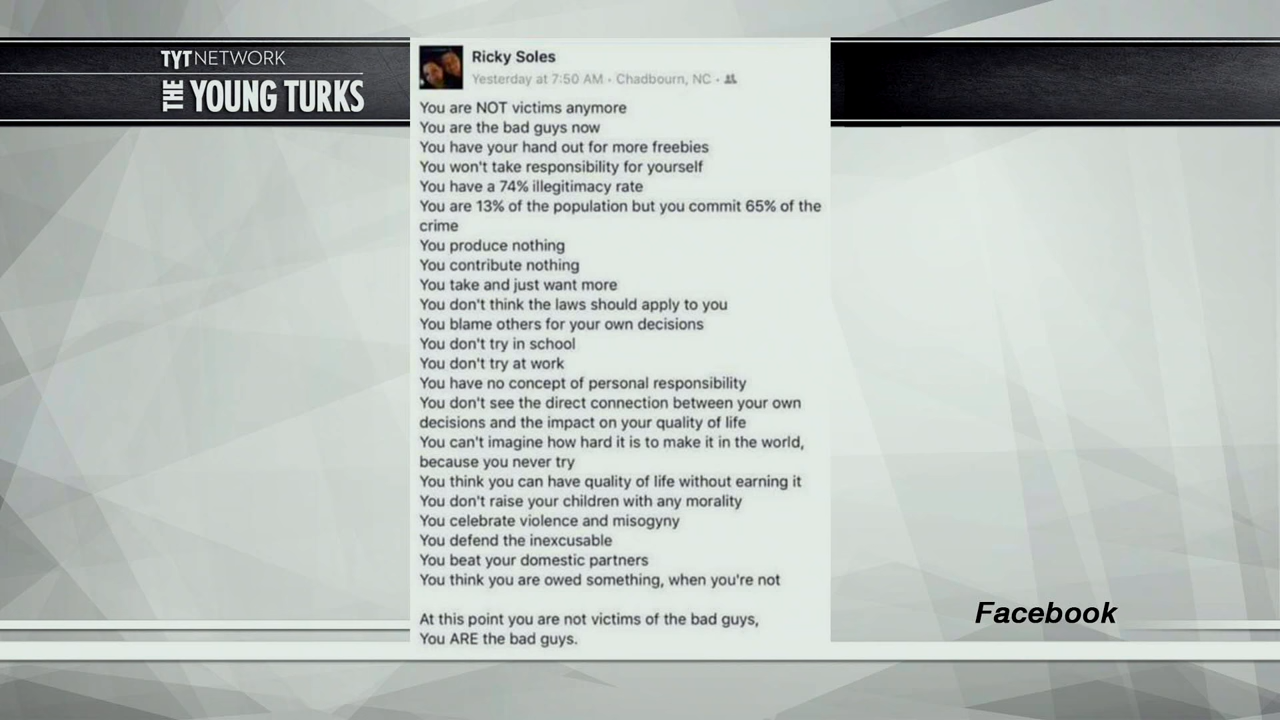 TYT NETWORK
THE YOUNG TURKS
Ricky Soles
Yesterday at 7:50 AM · Chadbourn, NC ·
You are NOT victims anymore
You are the bad guys now
You have your hand out for more freebies
You won't take responsibility for yourself
You have a 74% illegitimacy rate
You are 13% of the population but you commit 65% of the
crime
You produce nothing
You contribute nothing
You take and just want more
You don't think the laws should apply to you
You blame others for your own decisions
You don't try in school
You don't try at work
You have no concept of personal responsibility
You don't see the direct connection between your own
decisions and the impact on your quality of life
You can't imagine how hard it is to make it in the world,
because you never try
You think you can have quality of life without earning it
You don't raise your children with any morality
You celebrate violence and misogyny
You defend the inexcusable
You beat your domestic partners
You think you are owed something, when you're not
At this point you are not victims of the bad guys,
You ARE the bad guys.
Facebook